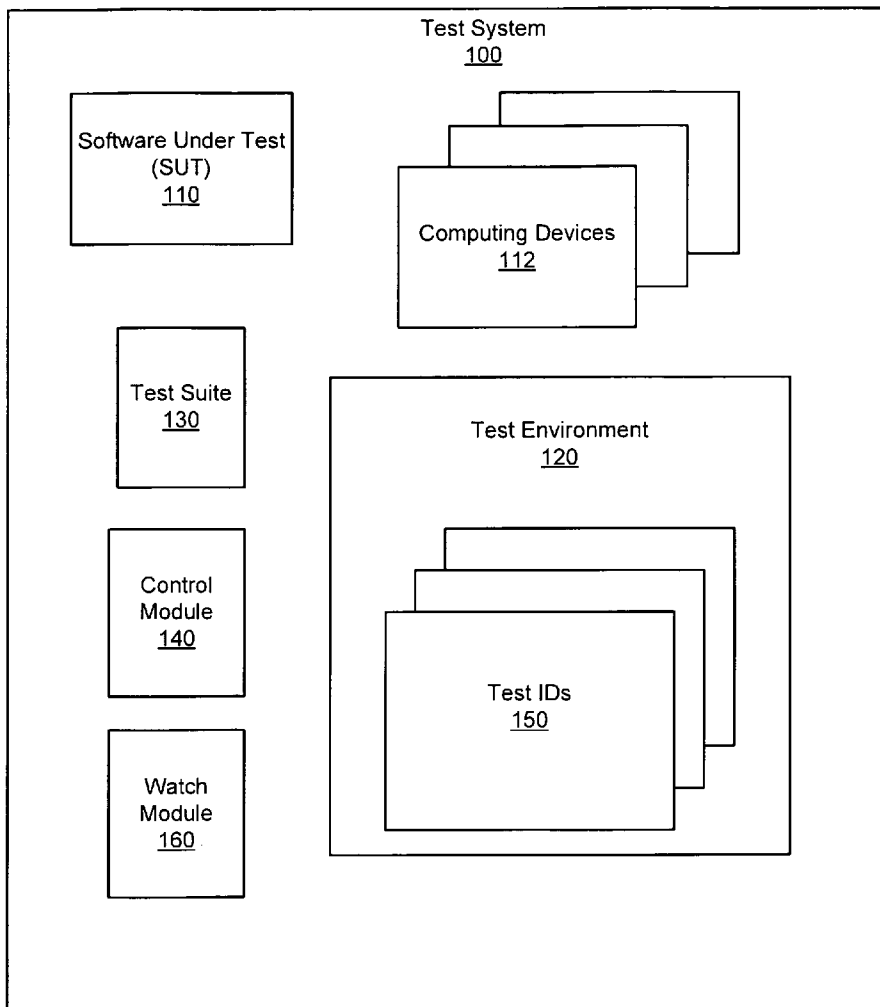 Test System
100
Software Under Test
(SUT)
110
Computing Devices
112
Test Suite
130
Test Environment
120
Control
Module
140
Test IDs
150
Watch
Module
160